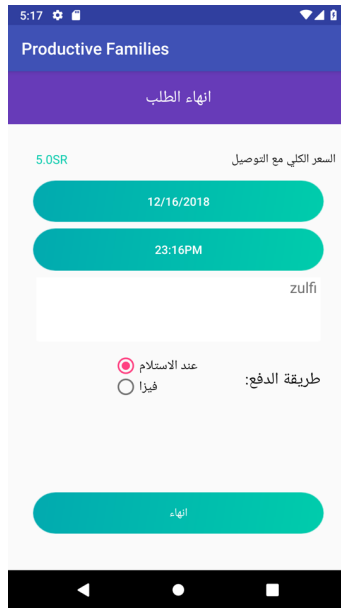 5:17
Productive Families
انهاء الطلب
السعر الكلي مع التوصيل 5.0SR
12/16/2018
23:16PM
zulfi
طريقة الدفع:
عند الاستلام
فيزا
انهاء